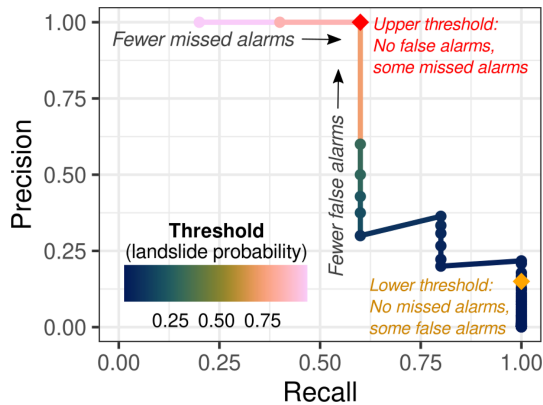 1.00
0.75
0.50
0.25
0.00
Precision
Fewer missed alarms
Upper threshold:
No false alarms,
some missed alarms
Fewer false alarms
Threshold
(landslide probability)
0.25 0.50 0.75
Lower threshold:
No missed alarms,
some false alarms
0.00 0.25 0.50 0.75 1.00
Recall